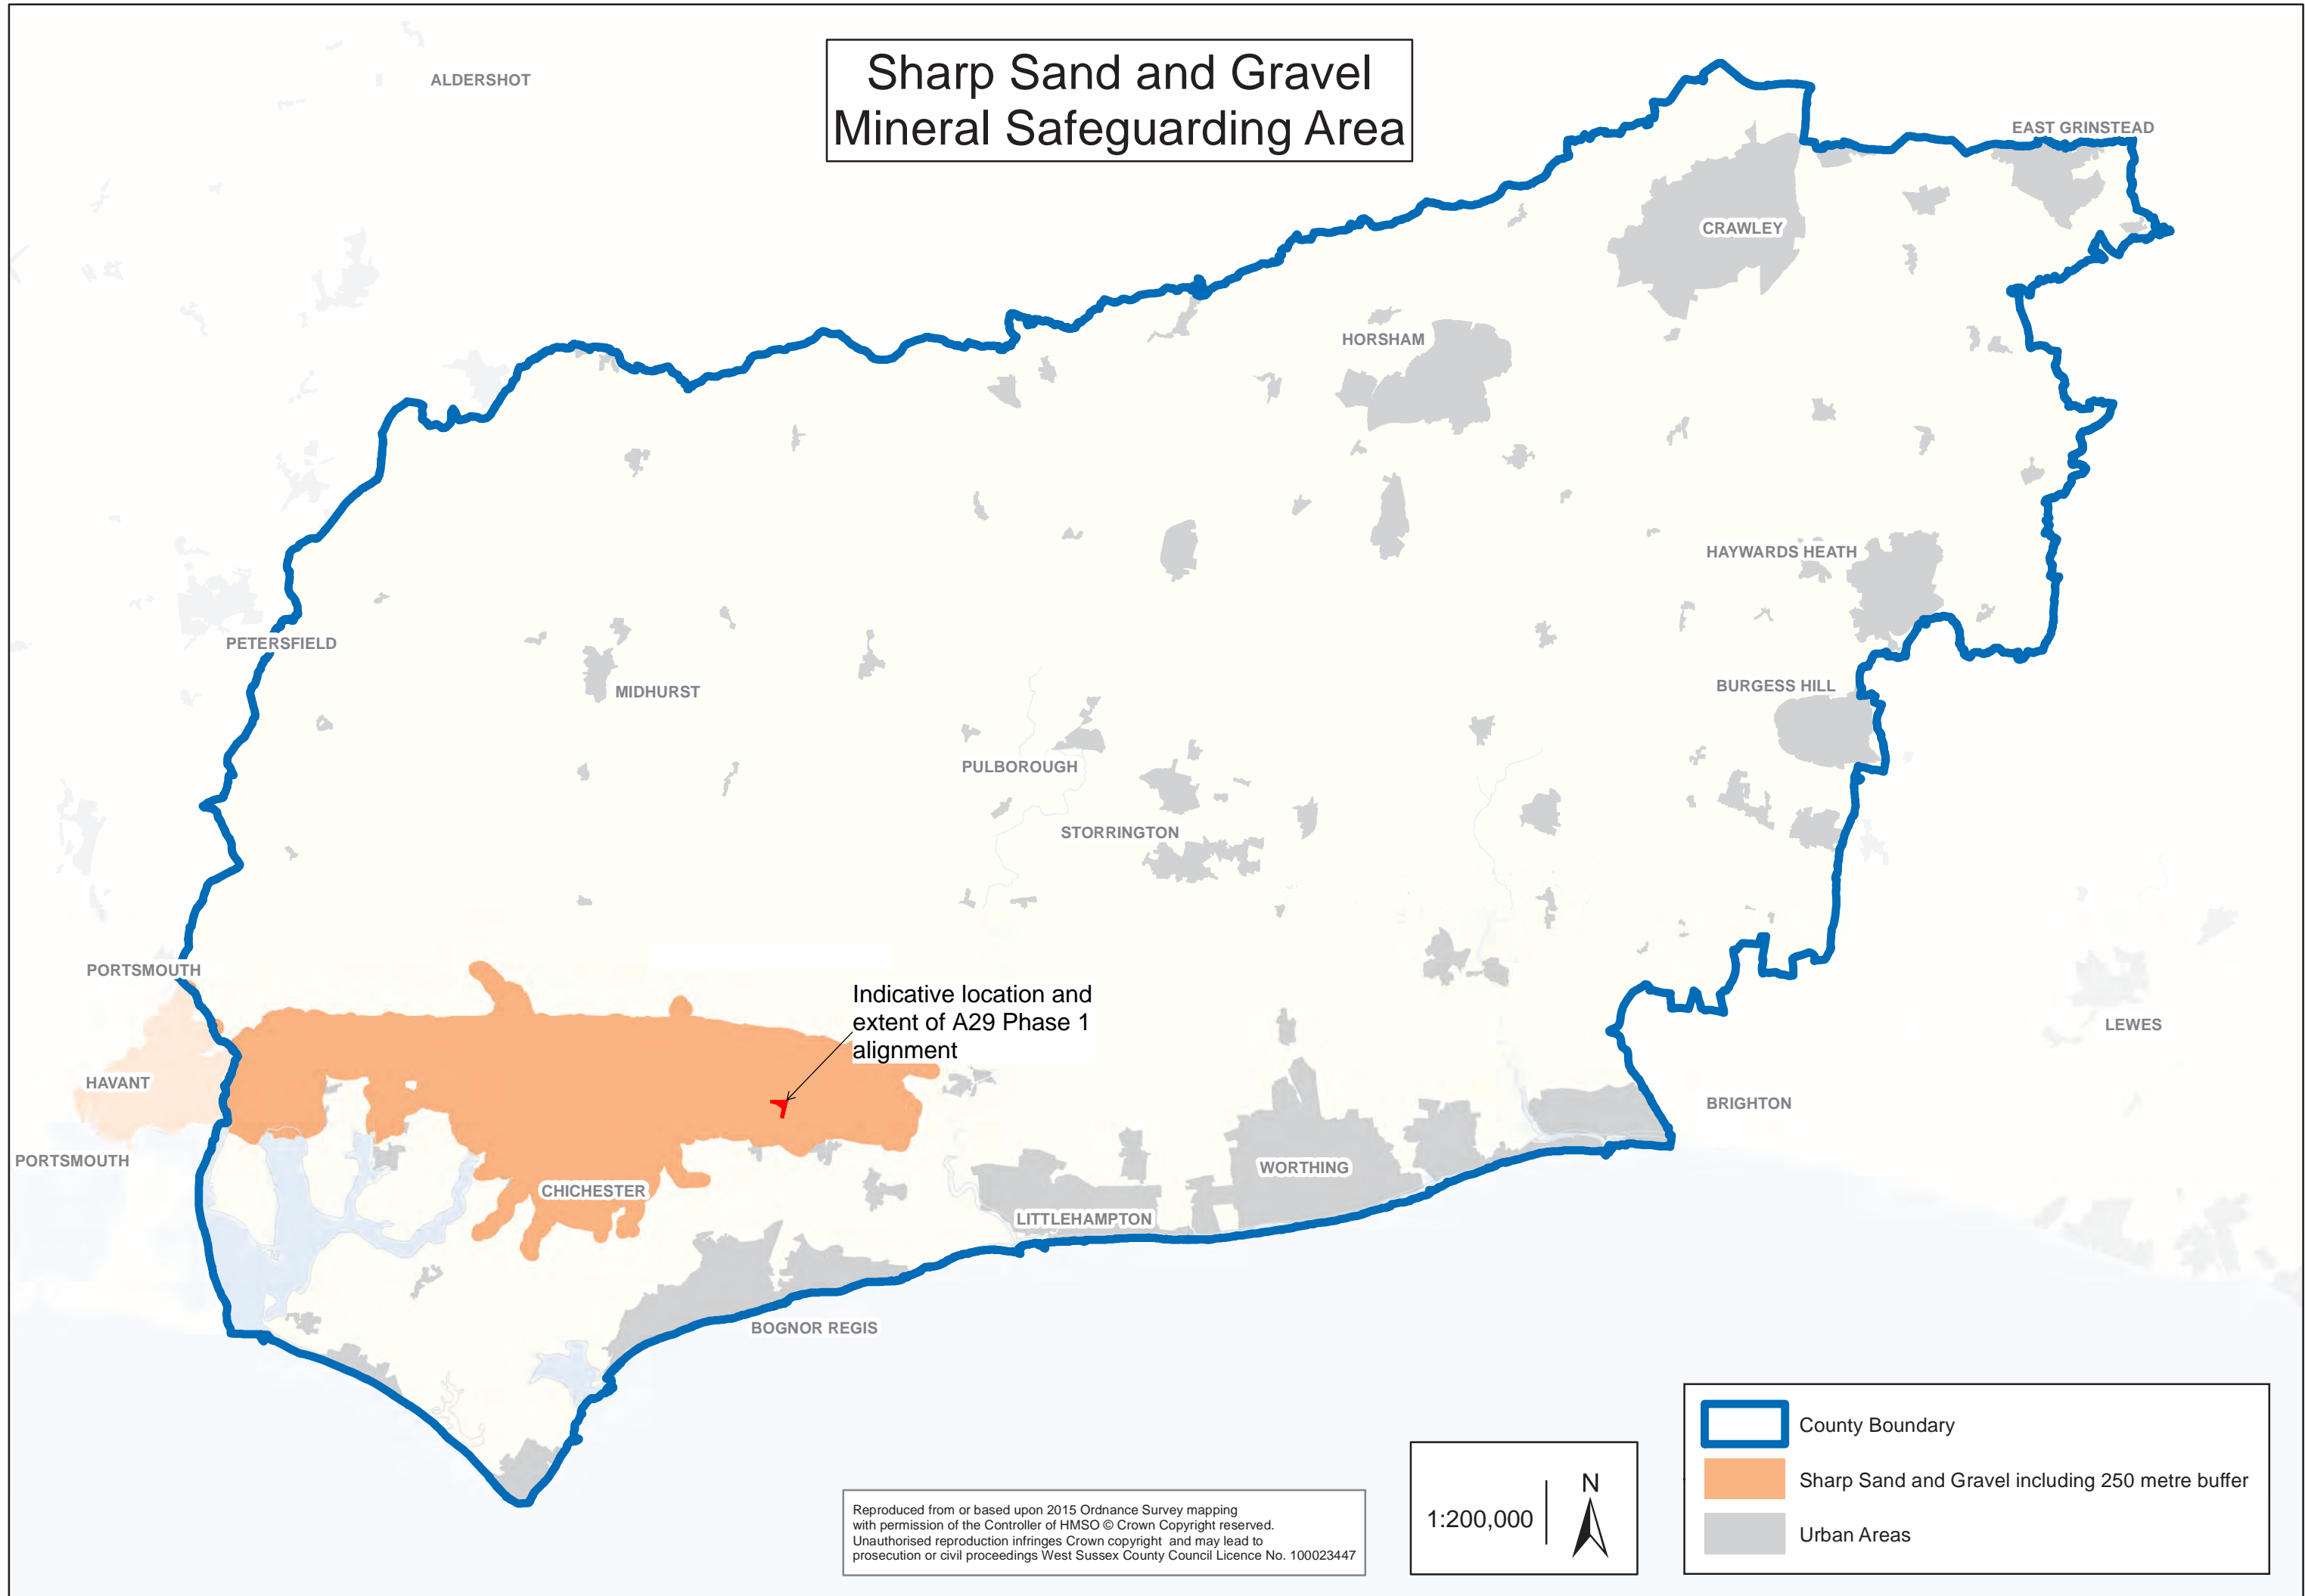 Sharp Sand and Gravel
Mineral Safeguarding Area
ALDERSHOT
EAST GRINSTEAD
CRAWLEY
HORSHAM
HAYWARDS HEATH
PETERSFIELD
MIDHURST
BURGESS HILL
PULBOROUGH
STORRINGTON
PORTSMOUTH
Indicative location and
extent of A29 Phase 1
alignment
LEWES
HAVANT
BRIGHTON
PORTSMOUTH
WORTHING
CHICHESTER
LITTLEHAMPTON
BOGNOR REGIS
County Boundary
Sharp Sand and Gravel including 250 metre buffer
Urban Areas
1:200,000
N
Reproduced from or based upon 2015 Ordnance Survey mapping
with permission of the Controller of HMSO © Crown Copyright reserved.
Unauthorised reproduction infringes Crown copyright and may lead to
prosecution or civil proceedings West Sussex County Council Licence No. 100023447